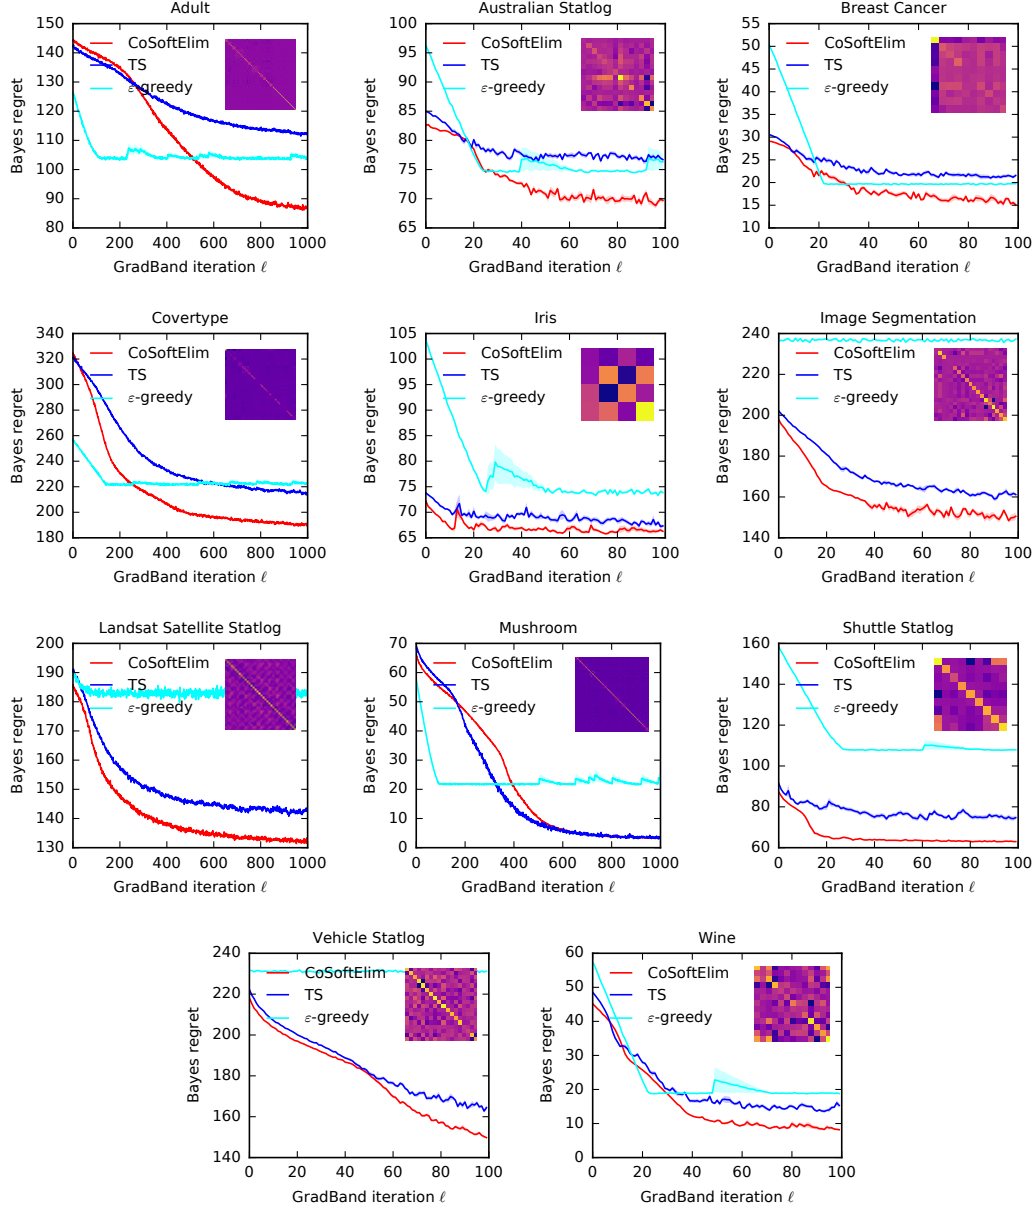 Adult
Bayes regret
150
140
130
120
110
100
90
80
CoSoftElim
TS
ε-greedy
0 200 400 600 800 1000
GradBand iteration ℓ
Australian Statlog
Bayes regret
100
95
90
85
80
75
70
65
CoSoftElim
TS
ε-greedy
0 20 40 60 80 100
GradBand iteration ℓ
Breast Cancer
Bayes regret
55
50
45
40
35
30
25
20
15
10
CoSoftElim
TS
ε-greedy
0 20 40 60 80 100
GradBand iteration ℓ
Covertype
Bayes regret
340
320
300
280
260
240
220
200
180
CoSoftElim
TS
ε-greedy
0 200 400 600 800 1000
GradBand iteration ℓ
Iris
Bayes regret
105
100
95
90
85
80
75
70
65
CoSoftElim
TS
ε-greedy
0 20 40 60 80 100
GradBand iteration ℓ
Image Segmentation
Bayes regret
240
220
200
180
160
140
CoSoftElim
TS
ε-greedy
0 20 40 60 80 100
GradBand iteration ℓ
Landsat Satellite Statlog
Bayes regret
200
190
180
170
160
150
140
130
CoSoftElim
TS
ε-greedy
0 200 400 600 800 1000
GradBand iteration ℓ
Mushroom
Bayes regret
70
60
50
40
30
20
10
0
CoSoftElim
TS
ε-greedy
0 200 400 600 800 1000
GradBand iteration ℓ
Shuttle Statlog
Bayes regret
160
140
120
100
80
60
CoSoftElim
TS
ε-greedy
0 20 40 60 80 100
GradBand iteration ℓ
Vehicle Statlog
Bayes regret
240
220
200
180
160
140
CoSoftElim
TS
ε-greedy
0 20 40 60 80 100
GradBand iteration ℓ
Wine
Bayes regret
60
50
40
30
20
10
0
CoSoftElim
TS
ε-greedy
0 20 40 60 80 100
GradBand iteration ℓ